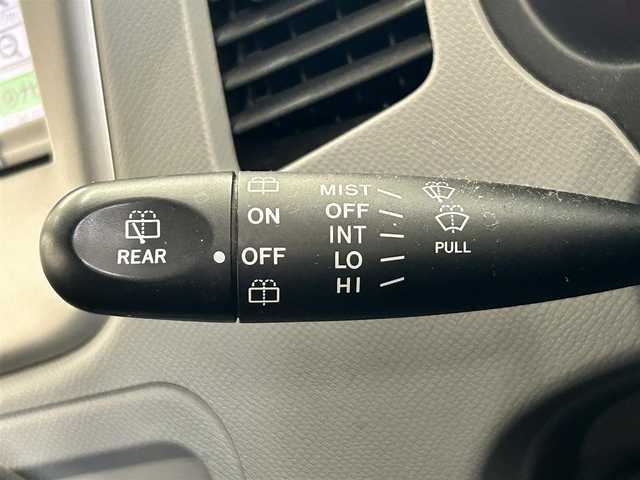 REAR
ON
OFF
MIST
OFF
INT
LO
HI
PULL